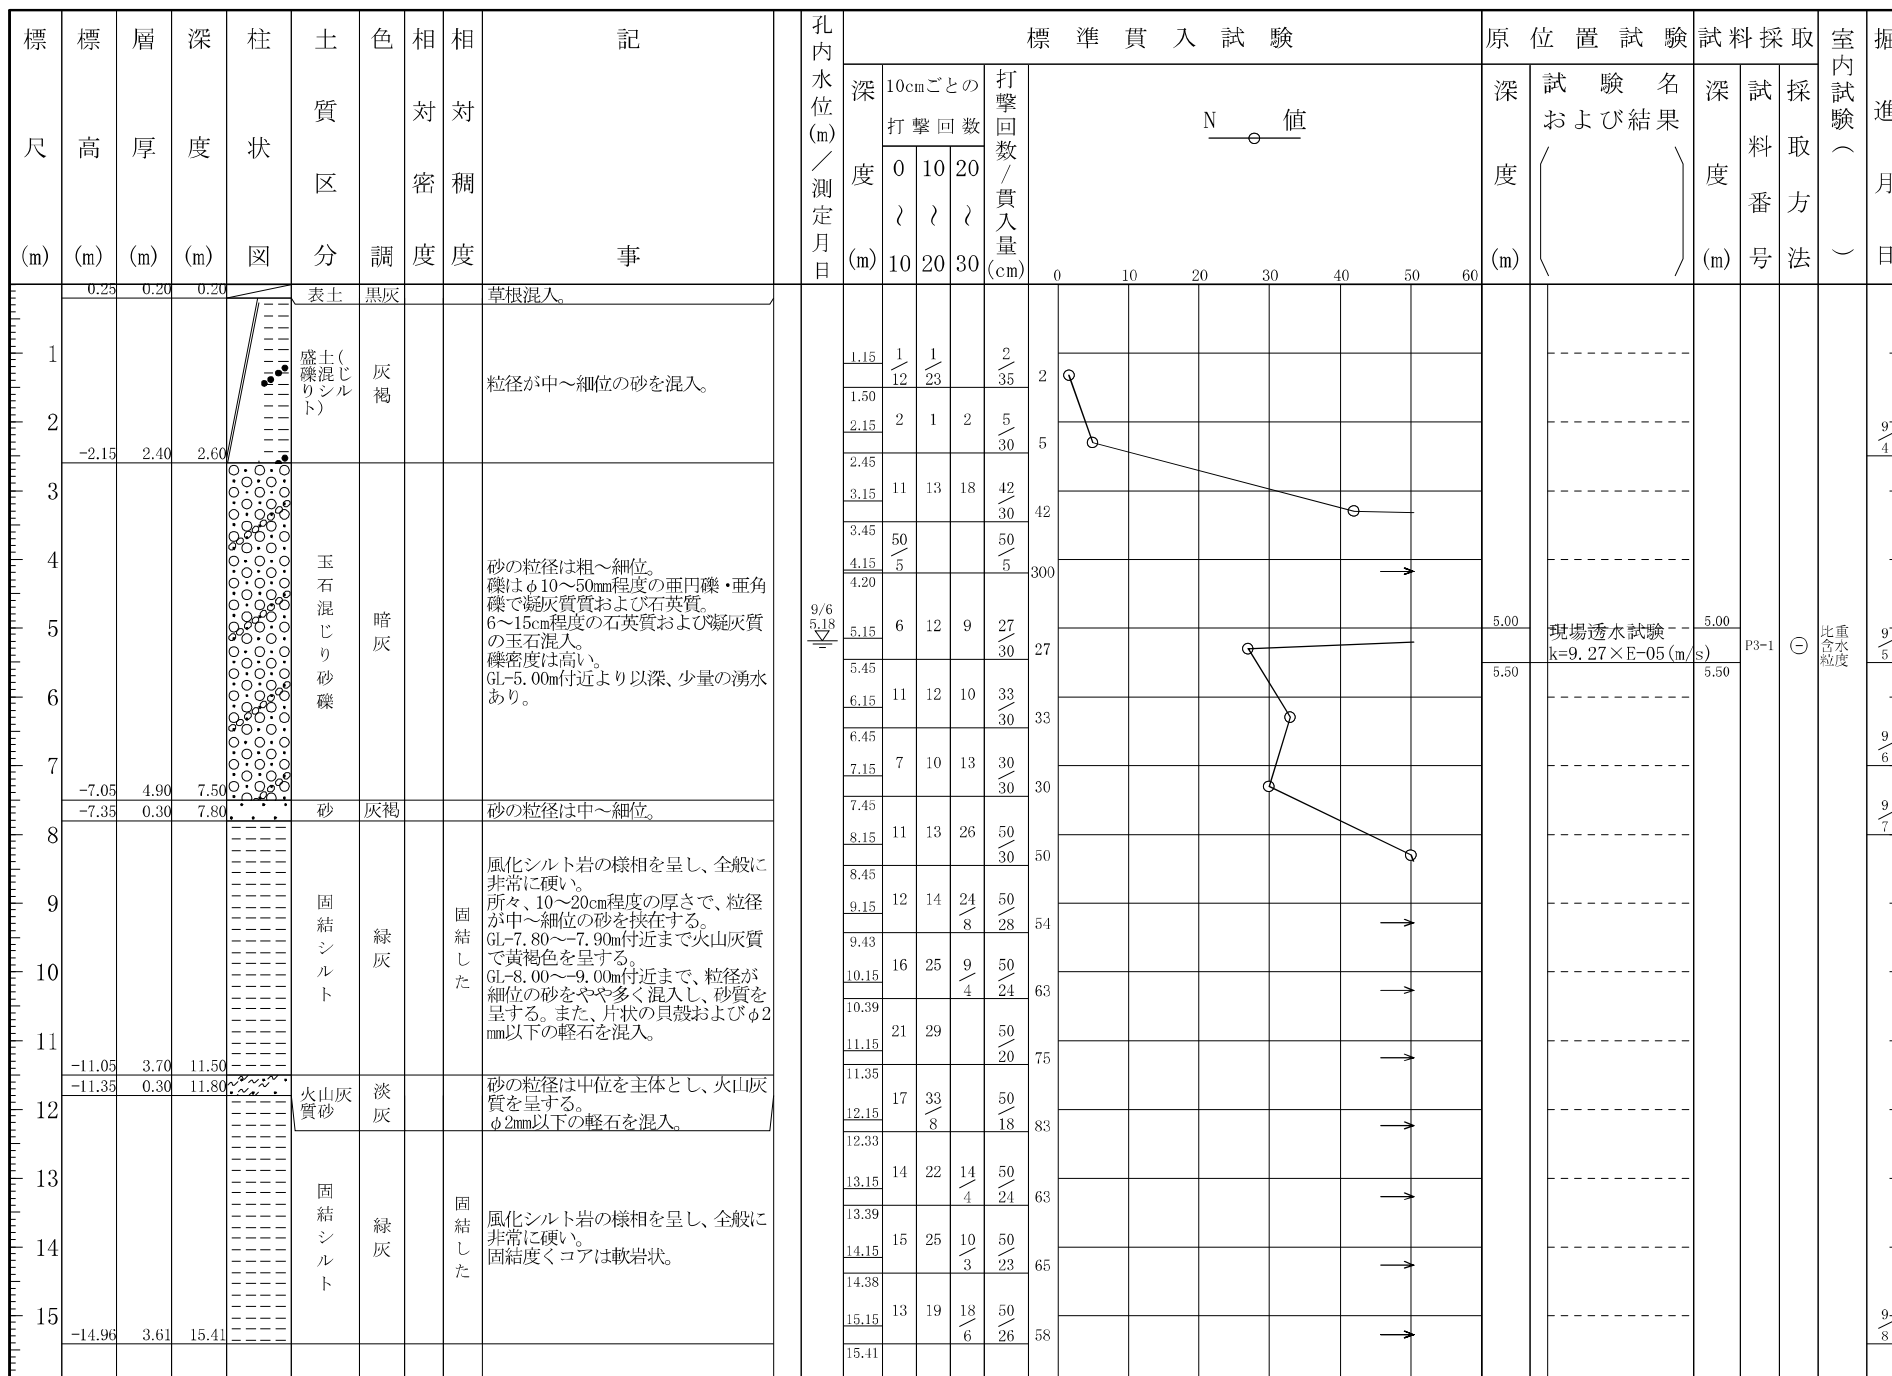 標尺(m)
標高(m)
層厚(m)
深度(m)
柱状図
土質区分
色調
相対密度
相対稠度
記事
孔内水位(m)／測定月日
標準貫入試験
深度(m)
10cmごとの
打撃回数
0～10
10～20
20～30
打撃回数/貫入量(cm)
N 値
0 10 20 30 40 50 60
原位置試験
深度(m)
試験名
および結果
試料採取
深度(m)
試料番号
採取方法
室内試験( )
掘進月日
0.25 0.20 0.20 表土 黒灰 草根混入。
1
2
-2.15 2.40 2.60
盛土(
礫混じ
りシル
ト)
灰褐
粒径が中～細位の砂を混入。
3
4
5
6
7
-7.05 4.90 7.50
玉石混じり砂礫
暗灰
砂の粒径は粗～細位。
礫はφ10～50mm程度の亜円礫・亜角
礫で凝灰質質および石英質。
6～15cm程度の石英質および凝灰質
の玉石混入。
礫密度は高い。
GL-5.00m付近より以深、少量の湧水
あり。
-7.35 0.30 7.80 砂 灰褐 砂の粒径は中～細位。
8
9
10
11
-11.05 3.70 11.50
固結シルト
緑灰
固結した
風化シルト岩の様相を呈し、全般に
非常に硬い。
所々、10～20cm程度の厚さで、粒径
が中～細位の砂を挟在する。
GL-7.80～-7.90m付近まで火山灰質
で黄褐色を呈する。
GL-8.00～-9.00m付近まで、粒径が
細位の砂をやや多く混入し、砂質を
呈する。また、片状の貝殻およびφ2
mm以下の軽石を混入。
-11.35 0.30 11.80
火山灰
質砂
淡灰
砂の粒径は中位を主体とし、火山灰
質を呈する。
φ2mm以下の軽石を混入。
12
13
14
15
-14.96 3.61 15.41
固結シルト
緑灰
固結した
風化シルト岩の様相を呈し、全般に
非常に硬い。
固結度くコアは軟岩状。
9/6
5.18
1.15 1/12 1/23 2/35 2
1.50
2.15 2 1 2 5/30 5
2.45
3.15 11 13 18 42/30 42
3.45
4.15 50/5 50/5 300
4.20
5.15 6 12 9 27/30 27
5.45
6.15 11 12 10 33/30 33
6.45
7.15 7 10 13 30/30 30
7.45
8.15 11 13 26 50/30 50
8.45
9.15 12 14 24/8 50/28 54
9.43
10.15 16 25 9/4 50/24 63
10.39
11.15 21 29 50/20 75
11.35
12.15 17 33/8 50/18 83
12.33
13.15 14 22 14/4 50/24 63
13.39
14.15 15 25 10/3 50/23 65
14.38
15.15 13 19 18/6 50/26 58
15.41
5.00
現場透水試験
k=9.27×E-05(m/s)
5.50
5.00
5.50
P3-1
比重
含水
粒度
9/4
9/5
9/6
9/7
9/8